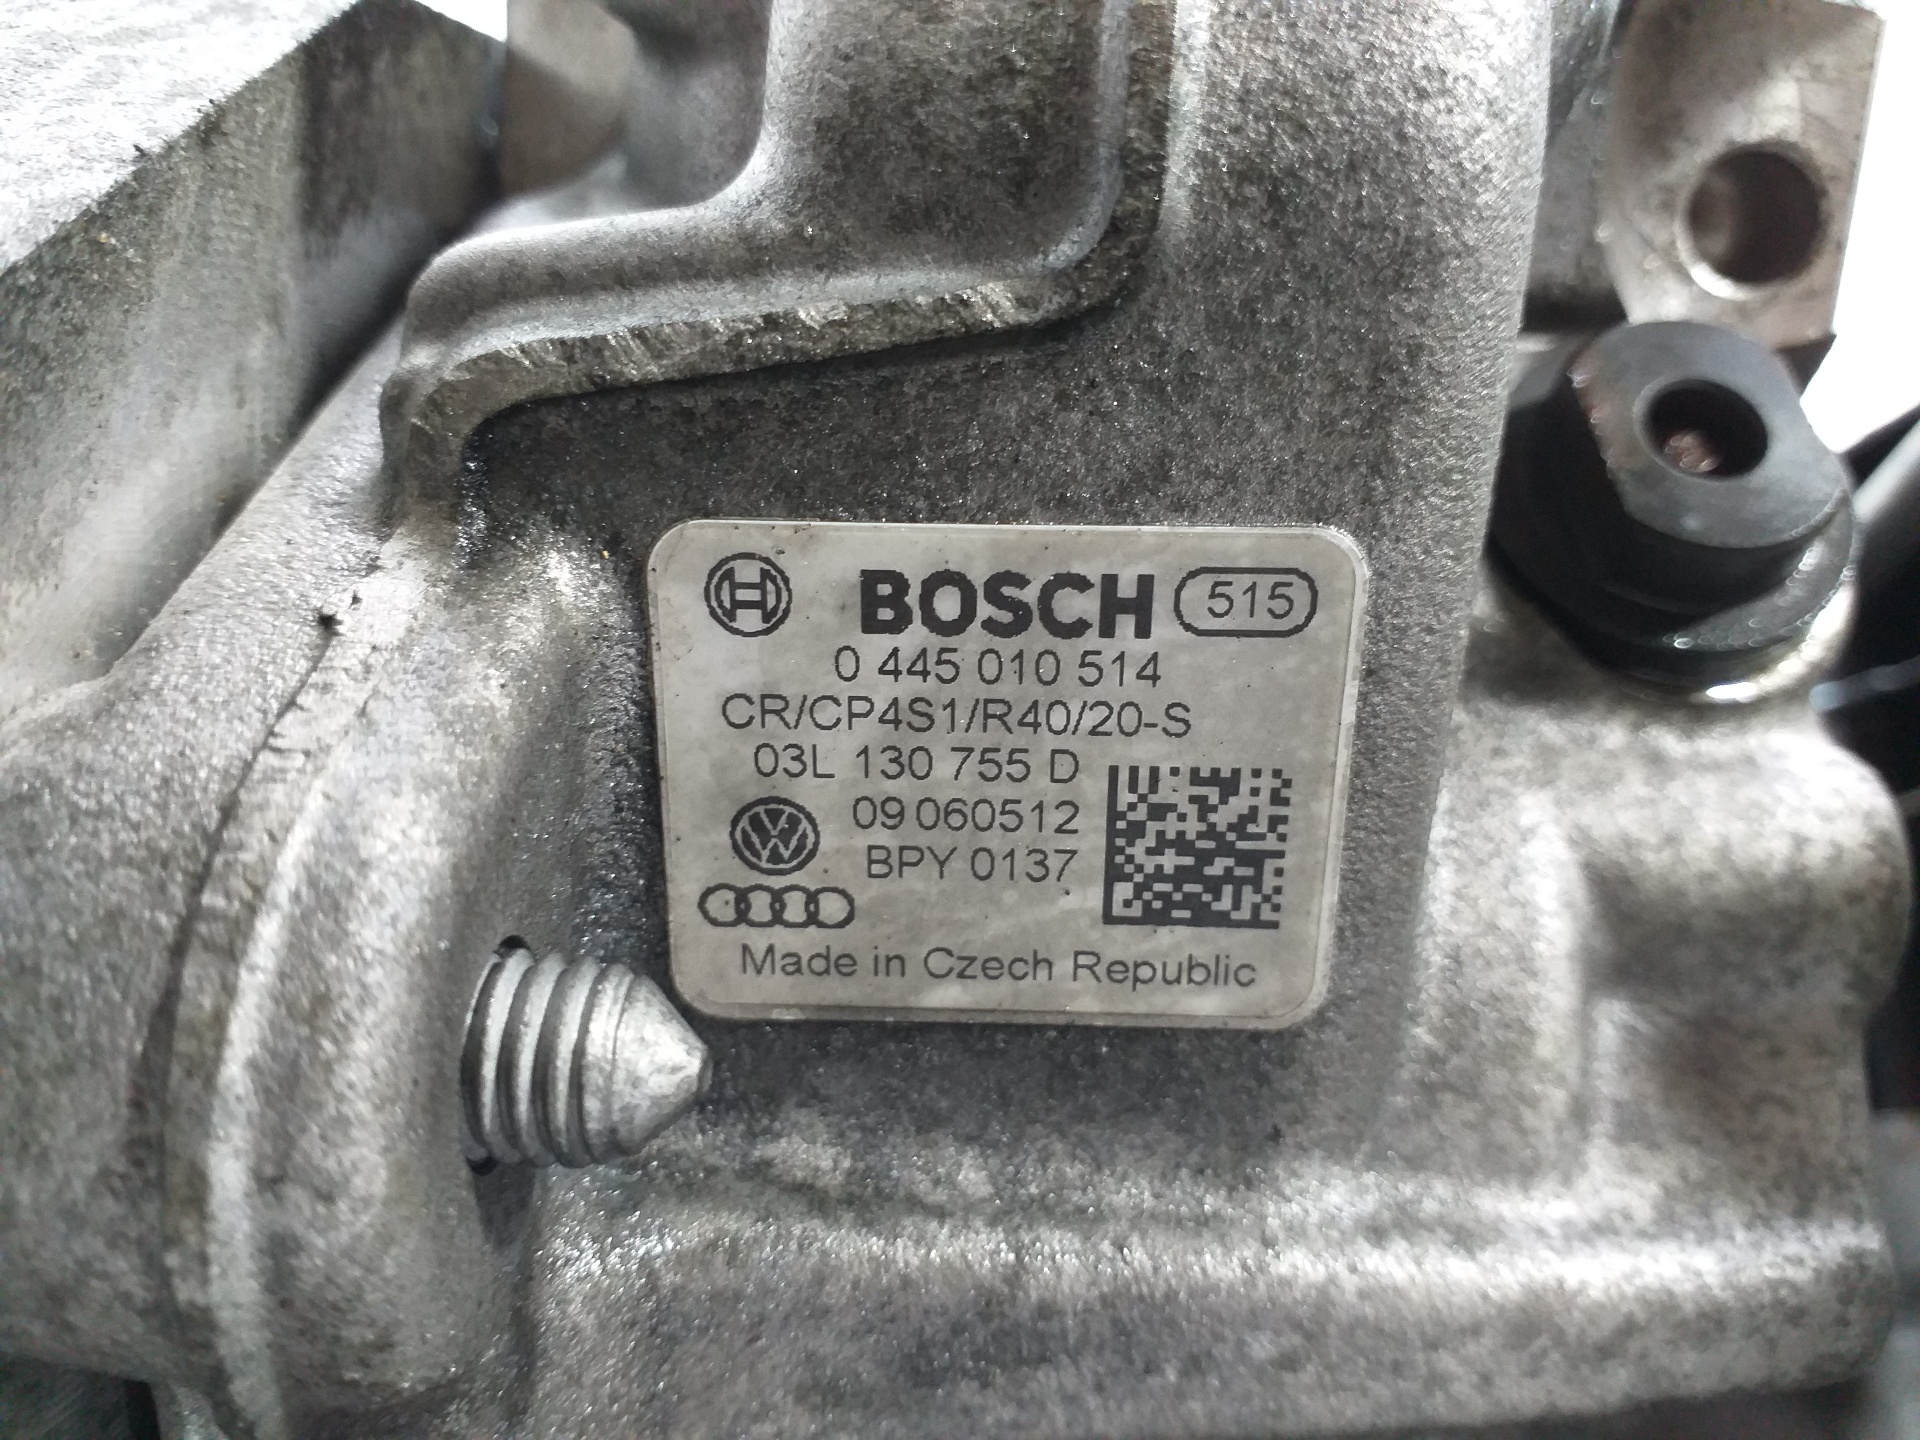 BOSCH 515
0 445 010 514
CR/CP4S1/R40/20-S
03L 130 755 D
09 060512
BPY 0137
Made in Czech Republic